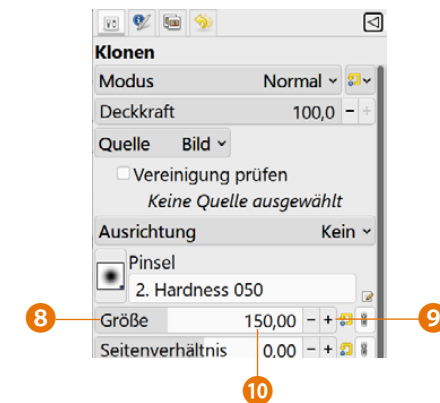 Klonen
Modus Normal
Deckkraft 100,0 - +
Quelle Bild
Vereinigung prüfen
Keine Quelle ausgewählt
Ausrichtung Kein
Pinsel
2. Hardness 050
8 Größe 150,00 - + 9
Seitenverhältnis 0,00 - +
10